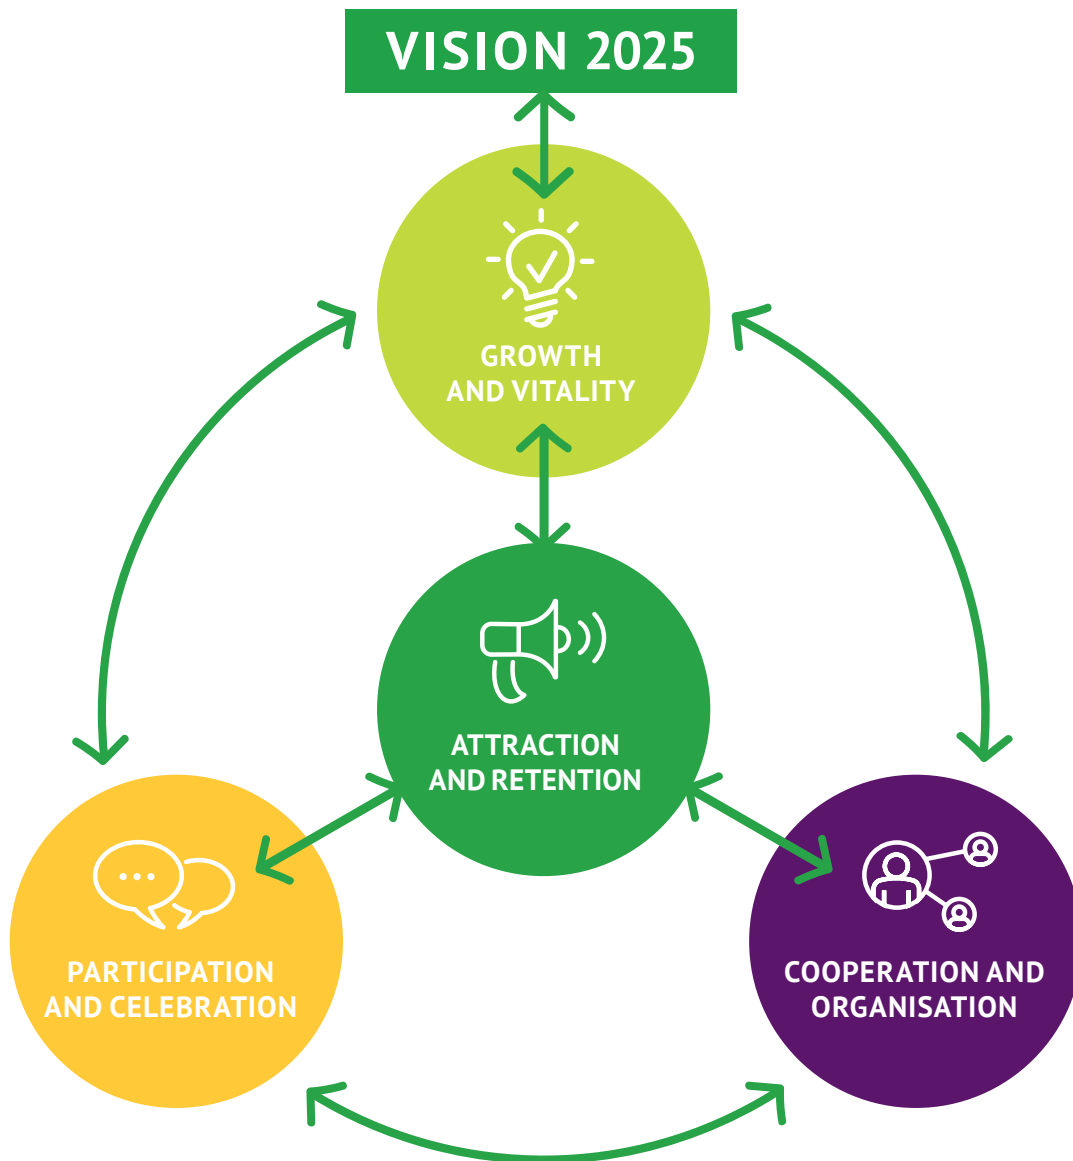 VISION 2025
GROWTH
AND VITALITY
ATTRACTION
AND RETENTION
PARTICIPATION
AND CELEBRATION
COOPERATION AND
ORGANISATION